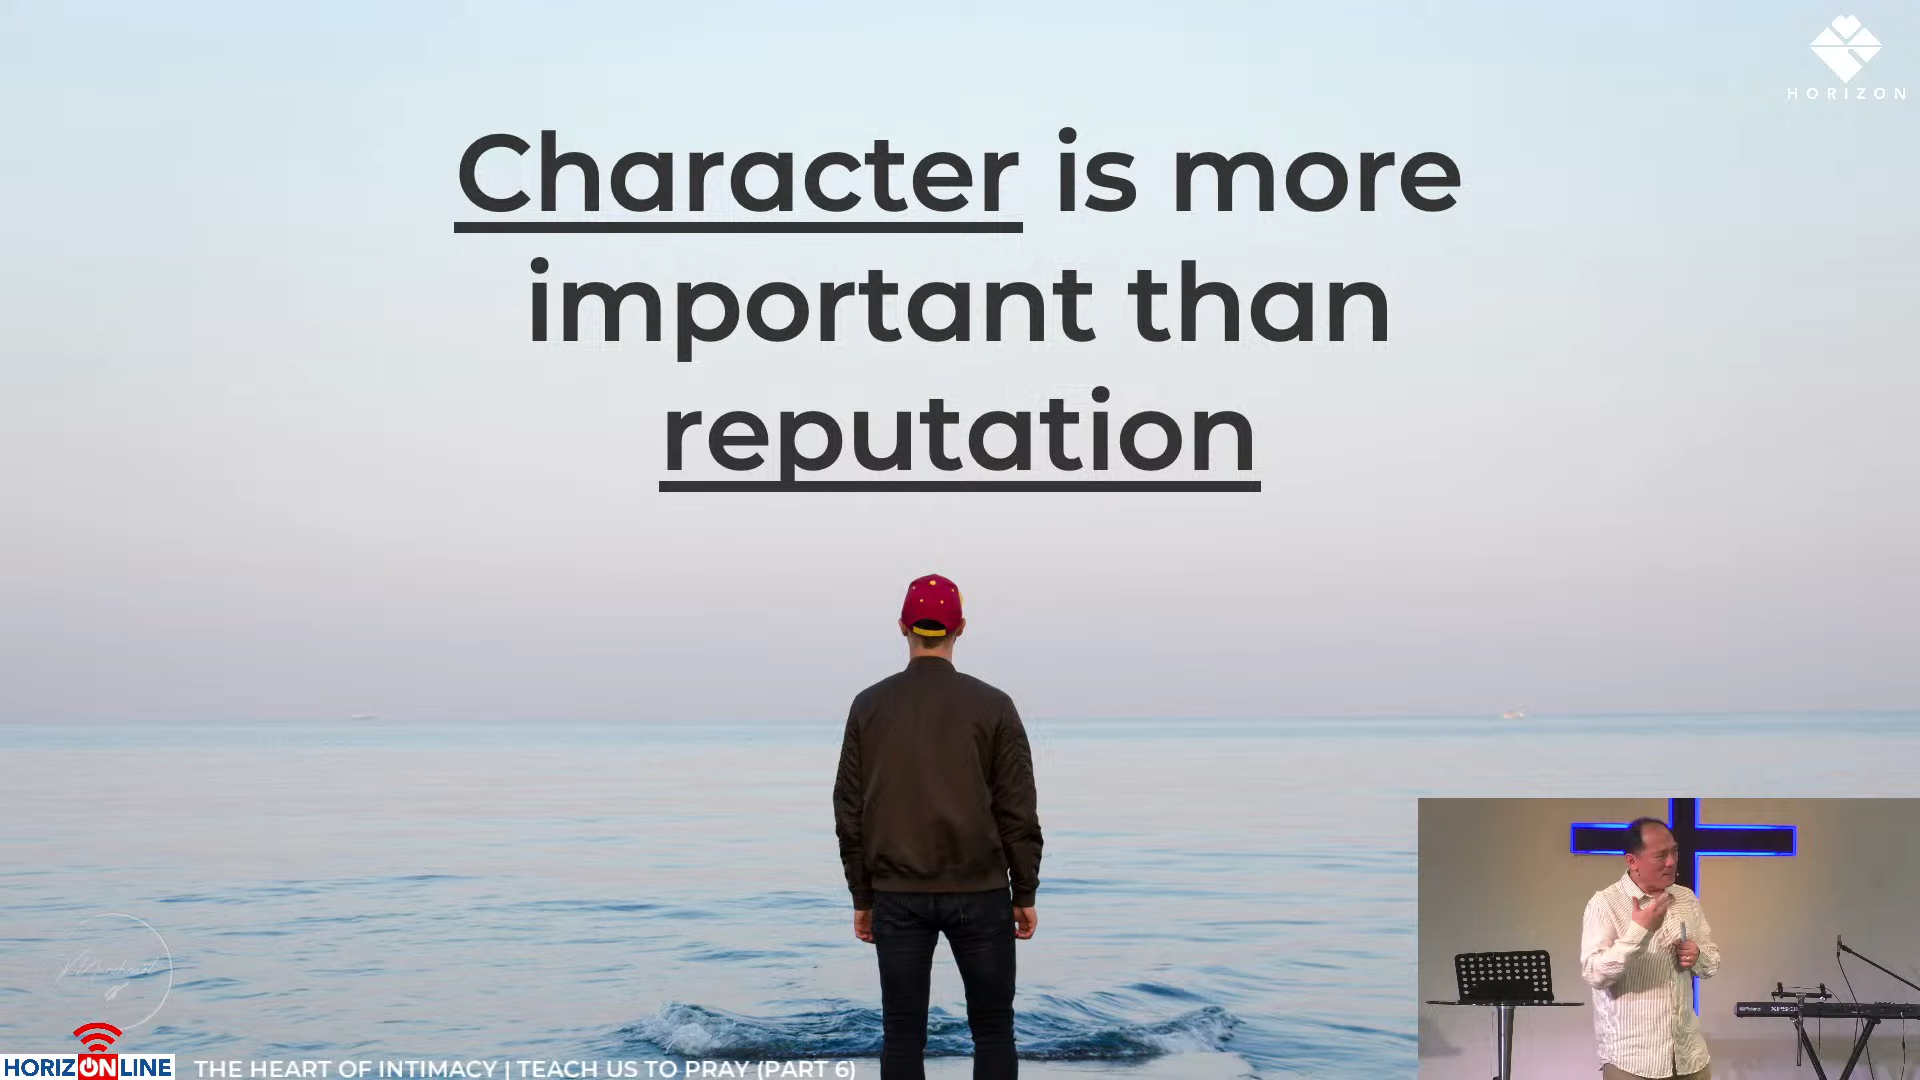 HORIZON
Character is more
important than
reputation
HORIZONLINE
THE HEART OF INTIMACY | TEACH US TO PRAY (PART 6)